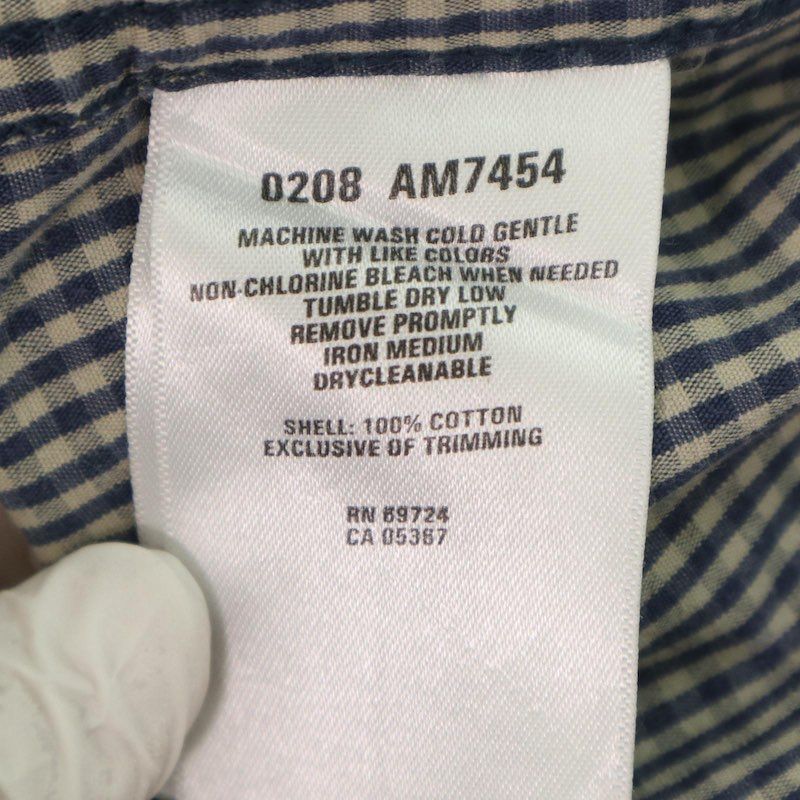 0208 AM7454
MACHINE WASH COLD GENTLE
WITH LIKE COLORS
NON-CHLORINE BLEACH WHEN NEEDED
TUMBLE DRY LOW
REMOVE PROMPTLY
IRON MEDIUM
DRYCLEANABLE
SHELL: 100% COTTON
EXCLUSIVE OF TRIMMING
RN 69724
CA 05367